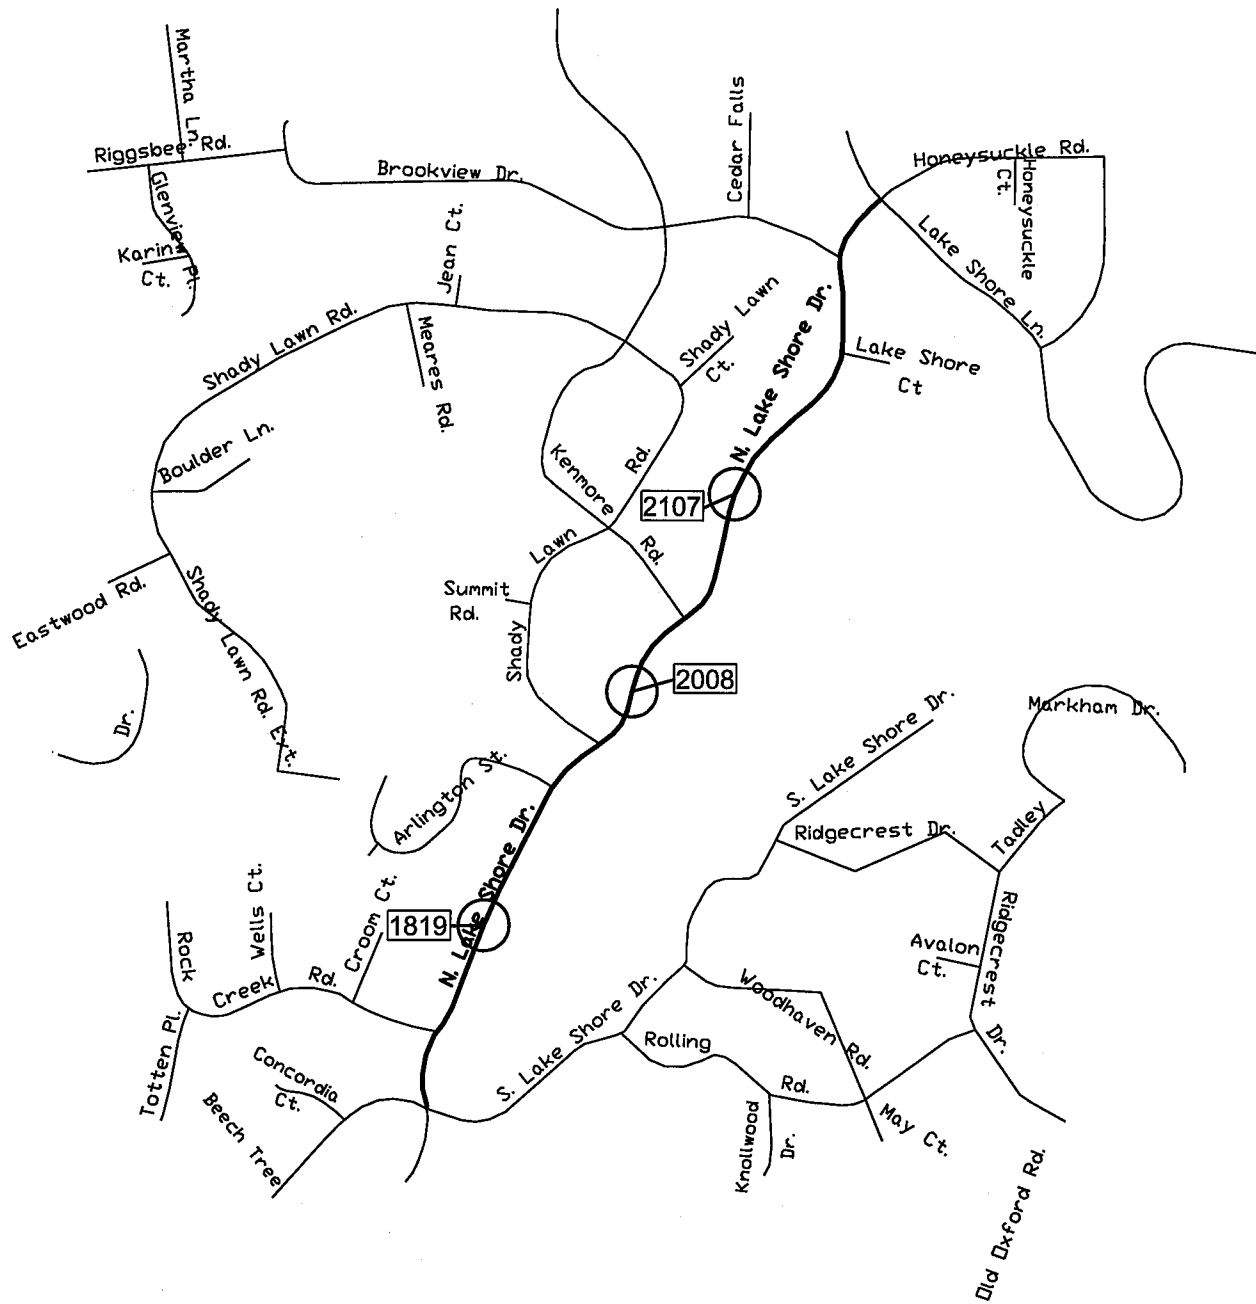 Martha Ln.
Riggsbee Rd.
Glenview Pl.
Karin
Ct.
Brookview Dr.
Cedar Falls
Honeysuckle Rd.
Honeysuckle
Ct.
Lake Shore Ln.
Jean Ct.
Shady Lawn Rd.
Meares Rd.
Shady Lawn
Ct.
N. Lake Shore Dr.
Lake Shore
Ct
Boulder Ln.
Kenmore
Rd.
Rd.
2107
Lawn
Shady
Summit
Rd.
Eastwood Rd.
Shady
Lawn Rd. Ext.
Dr.
2008
Arlington St.
N. Lake Shore Dr.
1819
S. Lake Shore Dr.
Markham Dr.
Ridgecrest Dr.
Tadley
Ridgecrest
Dr.
Avalon
Ct.
Wells Ct.
Croom Ct.
Rock
Creek
Rd.
Totten Pl.
Concordia
Ct.
Beech Tree
S. Lake Shore Dr.
Woodhaven Rd.
Rolling
Rd.
Knollwood
Dr.
May Ct.
Old Oxford Rd.